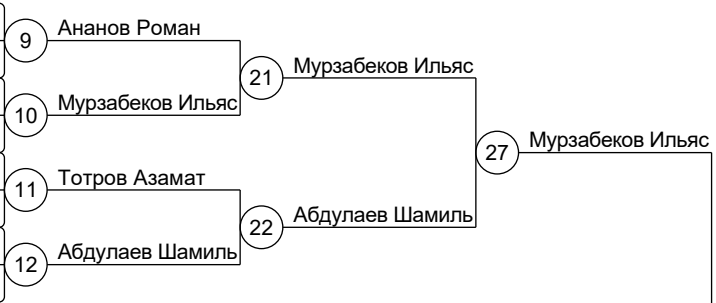 9 Ананов Роман
21 Мурзабеков Ильяс
10 Мурзабеков Ильяс
27 Мурзабеков Ильяс
11 Тотров Азамат
22 Абдулаев Шамиль
12 Абдулаев Шамиль